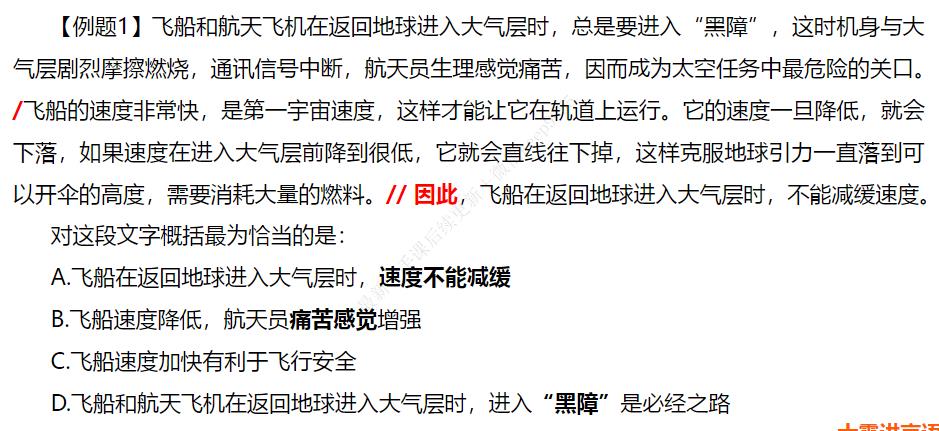 【例题1】飞船和航天飞机在返回地球进入大气层时，总是要进入“黑障”，这时机身与大
气层剧烈摩擦燃烧，通讯信号中断，航天员生理感觉痛苦，因而成为太空任务中最危险的关口。
/飞船的速度非常快，是第一宇宙速度，这样才能让它在轨道上运行。它的速度一旦降低，就会
下落，如果速度在进入大气层前降到很低，它就会直线往下掉，这样克服地球引力一直落到可
以开伞的高度，需要消耗大量的燃料。// 因此，飞船在返回地球进入大气层时，不能减缓速度。
对这段文字概括最为恰当的是：
A.飞船在返回地球进入大气层时，速度不能减缓
B.飞船速度降低，航天员痛苦感觉增强
C.飞船速度加快有利于飞行安全
D.飞船和航天飞机在返回地球进入大气层时，进入“黑障”是必经之路